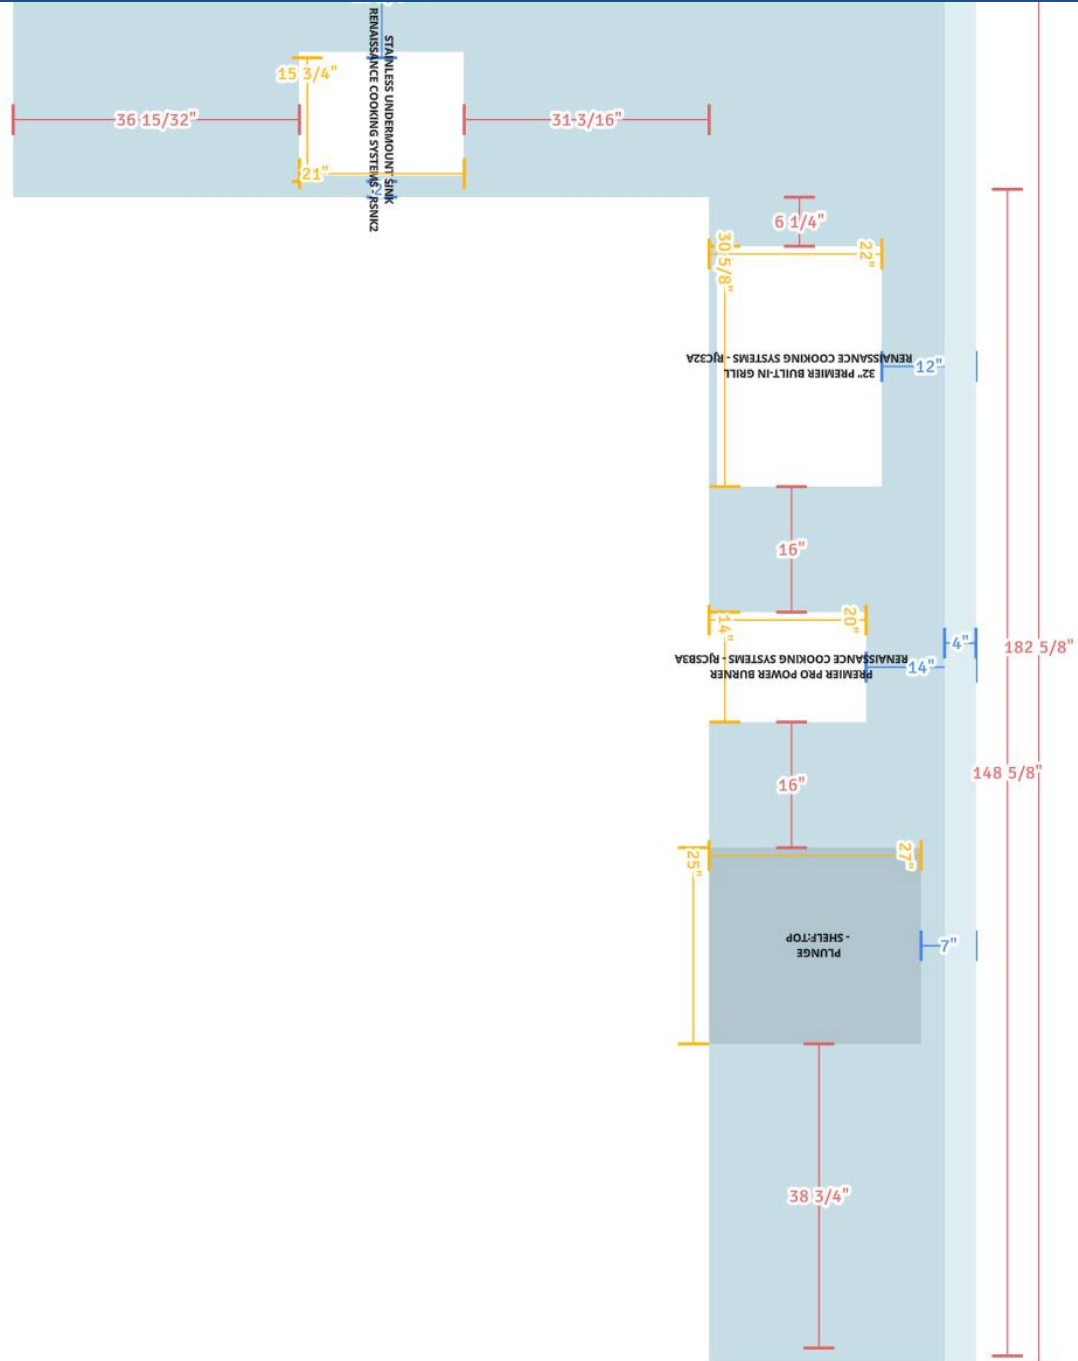 15 3/4"
36 15/32"
31 3/16"
21"
STAINLESS UNDERMOUNT SINK
RENAISSANCE COOKING SYSTEMS - RSNK2
6 1/4"
30 5/8"
22"
32" PREMIER BUILT-IN GRILL
RENAISSANCE COOKING SYSTEMS - RJC32A
12"
16"
14"
20"
PREMIER PRO POWER BURNER
RENAISSANCE COOKING SYSTEMS - RJCSB3A
14"
4"
182 5/8"
148 5/8"
16"
25"
27"
PLUNGE
- SHELF:TOP
7"
38 3/4"